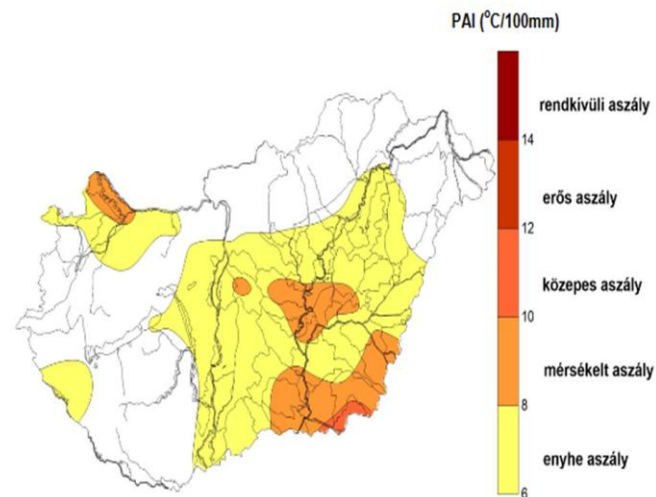 PAI (°C/100mm)
rendkívüli aszály
14
erős aszály
12
közepes aszály
10
mérsékelt aszály
8
enyhe aszály
6